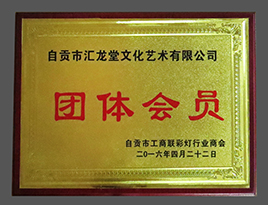 自贡市汇龙堂文化艺术有限公司
团体会员
自贡市工商联彩灯行业商会
二0一六年四月二十二日